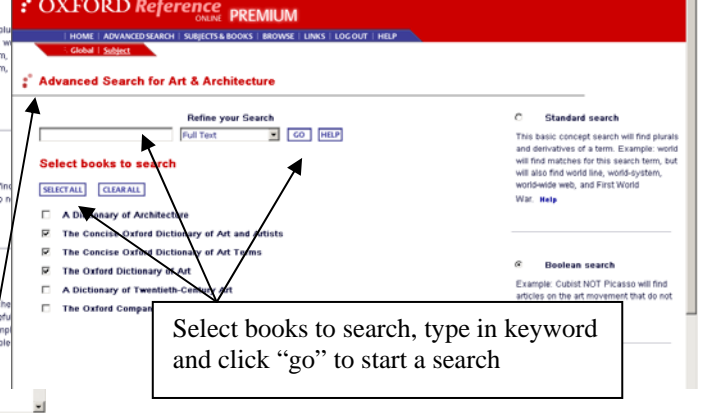 OXFORD Reference
ONLINE PREMIUM
| HOME | ADVANCED SEARCH | SUBJECTS & BOOKS | BROWSE | LINKS | LOG OUT | HELP
Global | Subject
Advanced Search for Art & Architecture
Refine your Search
Full Text
GO HELP
Select books to search
SELECT ALL CLEAR ALL
A Dictionary of Architecture
The Concise Oxford Dictionary of Art and Artists
The Concise Oxford Dictionary of Art Terms
The Oxford Dictionary of Art
A Dictionary of Twentieth-Century Art
The Oxford Compan
Standard search
This basic concept search will find plurals
and derivatives of a term. Example: world
will find matches for this search term, but
will also find world line, world-system,
world-wide web, and First World
War. Help
Boolean search
Example: Cubist NOT Picasso will find
articles on the art movement that do not
Select books to search, type in keyword
and click “go” to start a search